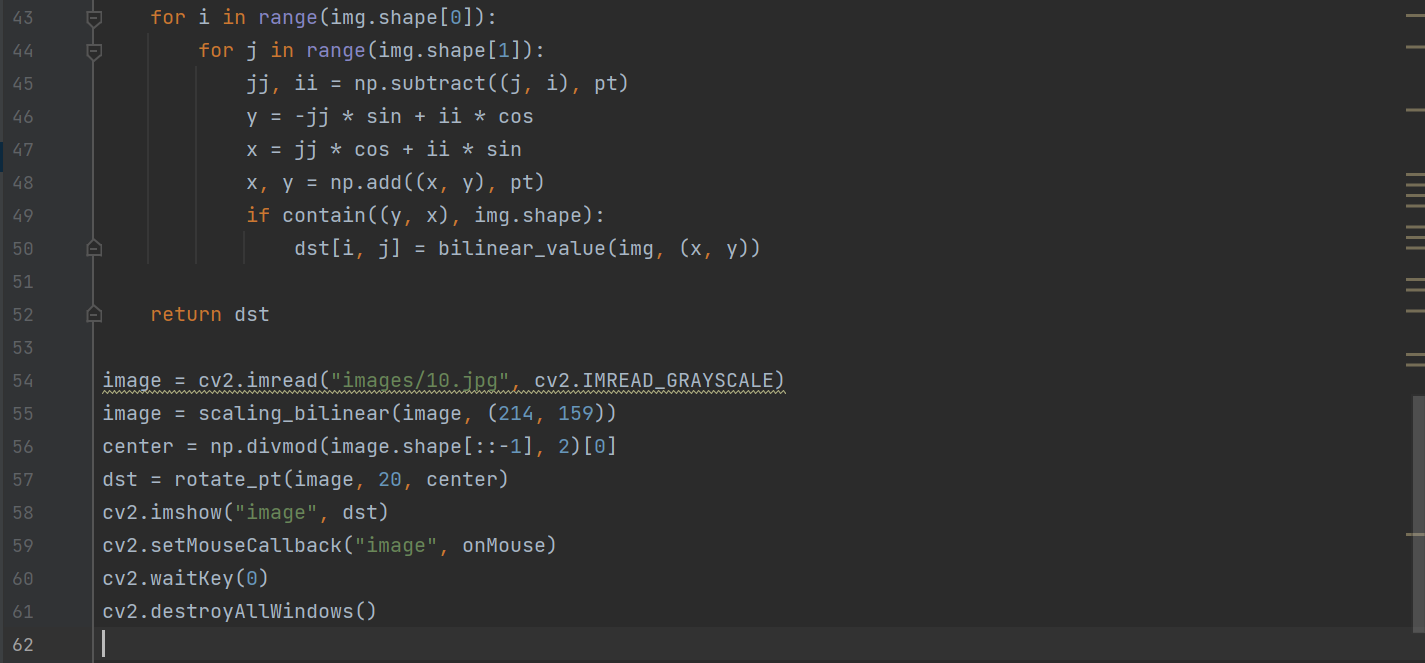 43    for i in range(img.shape[0]):
44        for j in range(img.shape[1]):
45            jj, ii = np.subtract((j, i), pt)
46            y = -jj * sin + ii * cos
47            x = jj * cos + ii * sin
48            x, y = np.add((x, y), pt)
49            if contain((y, x), img.shape):
50                dst[i, j] = bilinear_value(img, (x, y))
51
52    return dst
53
54 image = cv2.imread("images/10.jpg", cv2.IMREAD_GRAYSCALE)
55 image = scaling_bilinear(image, (214, 159))
56 center = np.divmod(image.shape[::-1], 2)[0]
57 dst = rotate_pt(image, 20, center)
58 cv2.imshow("image", dst)
59 cv2.setMouseCallback("image", onMouse)
60 cv2.waitKey(0)
61 cv2.destroyAllWindows()
62